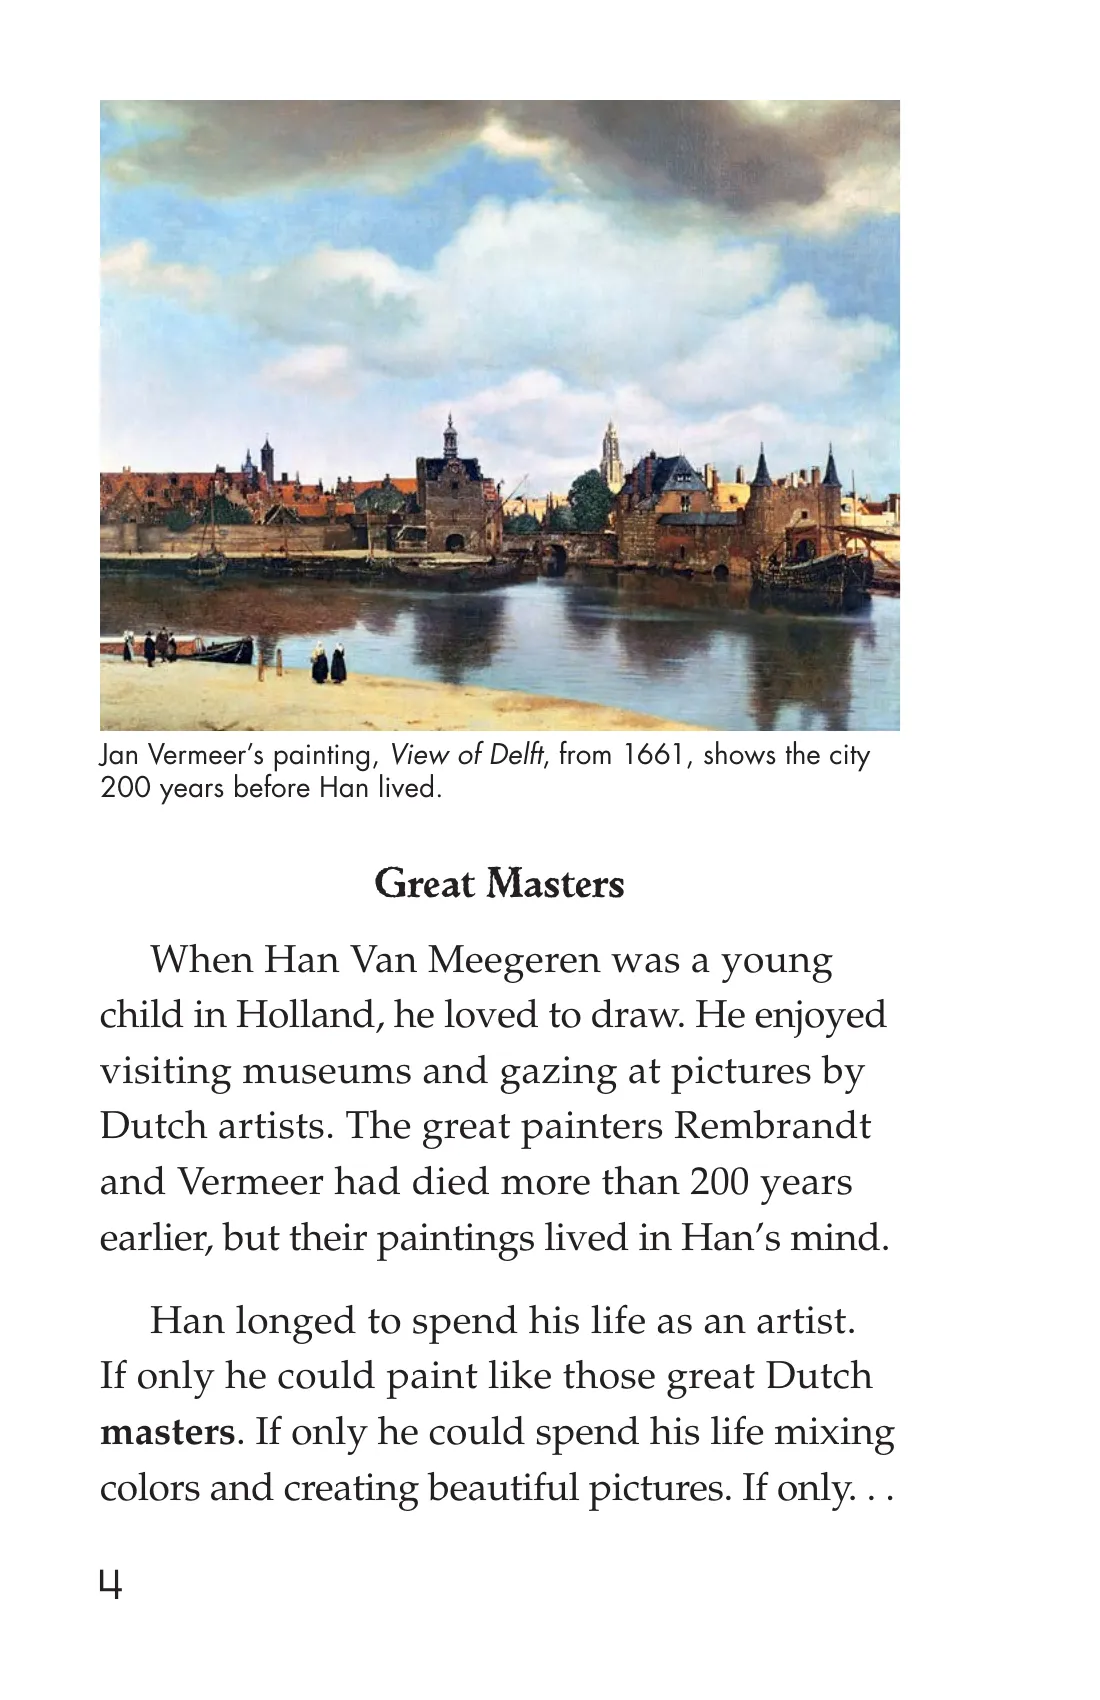 Jan Vermeer’s painting, View of Delft, from 1661, shows the city
200 years before Han lived.
Great Masters
When Han Van Meegeren was a young
child in Holland, he loved to draw. He enjoyed
visiting museums and gazing at pictures by
Dutch artists. The great painters Rembrandt
and Vermeer had died more than 200 years
earlier, but their paintings lived in Han’s mind.
Han longed to spend his life as an artist.
If only he could paint like those great Dutch
masters. If only he could spend his life mixing
colors and creating beautiful pictures. If only. . .
4